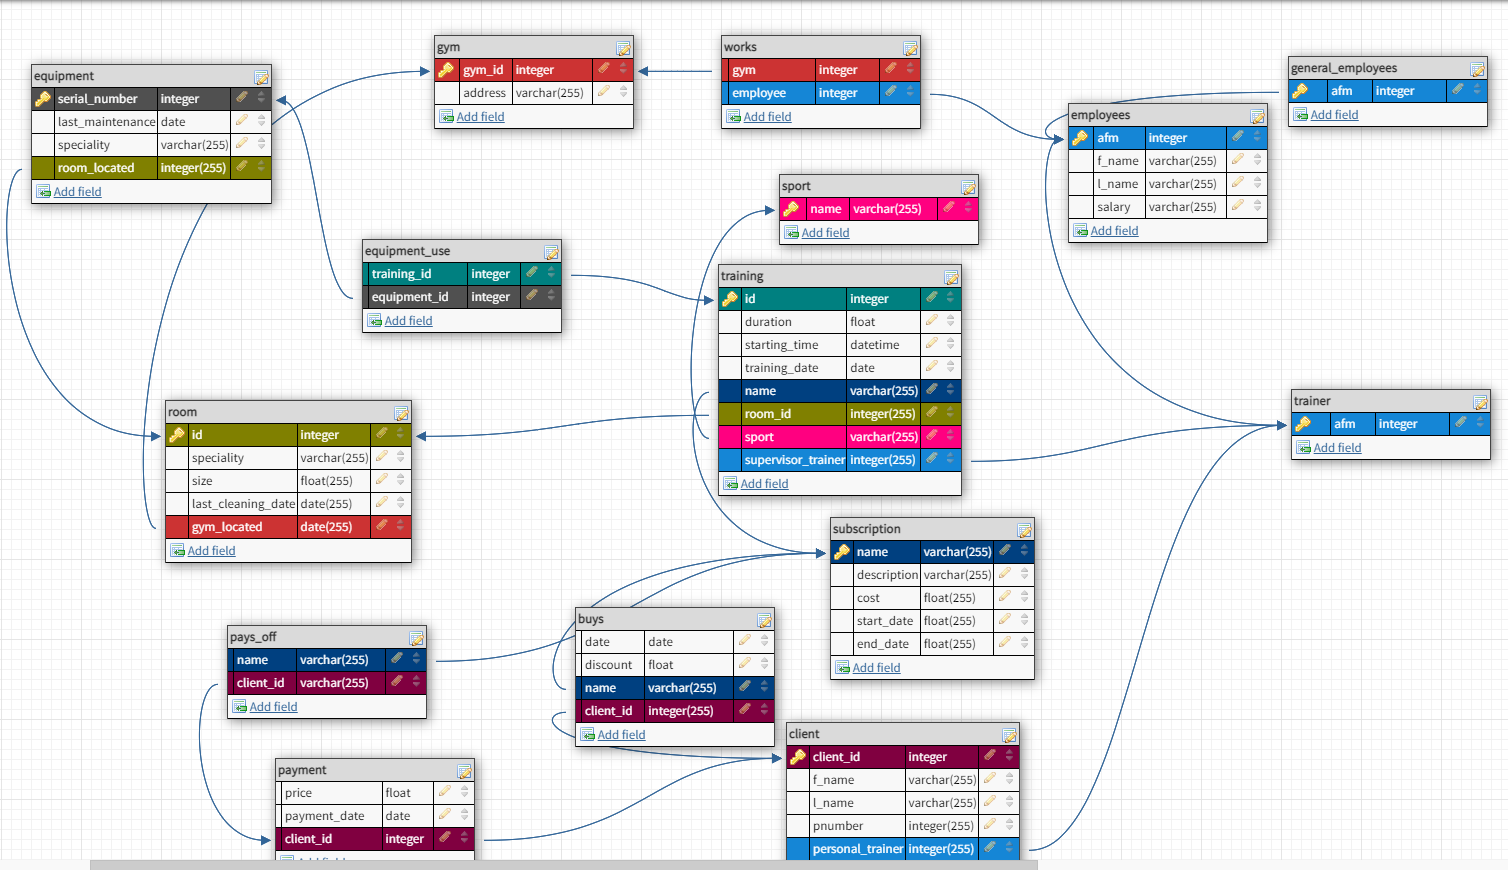 gym
gym_id integer
address varchar(255)
Add field
works
gym integer
employee integer
Add field
general_employees
afm integer
Add field
equipment
serial_number integer
last_maintenance date
speciality varchar(255)
room_located integer(255)
Add field
employees
afm integer
f_name varchar(255)
l_name varchar(255)
salary varchar(255)
Add field
sport
name varchar(255)
Add field
equipment_use
training_id integer
equipment_id integer
Add field
training
id integer
duration float
starting_time datetime
training_date date
name varchar(255)
room_id integer(255)
sport varchar(255)
supervisor_trainer integer(255)
Add field
trainer
afm integer
Add field
room
id integer
speciality varchar(255)
size float(255)
last_cleaning_date date(255)
gym_located date(255)
Add field
subscription
name varchar(255)
description varchar(255)
cost float(255)
start_date float(255)
end_date float(255)
Add field
buys
date date
discount float
name varchar(255)
client_id integer(255)
Add field
pays_off
name varchar(255)
client_id varchar(255)
Add field
client
client_id integer
f_name varchar(255)
l_name varchar(255)
pnumber integer(255)
personal_trainer integer(255)
payment
price float
payment_date date
client_id integer
Add field